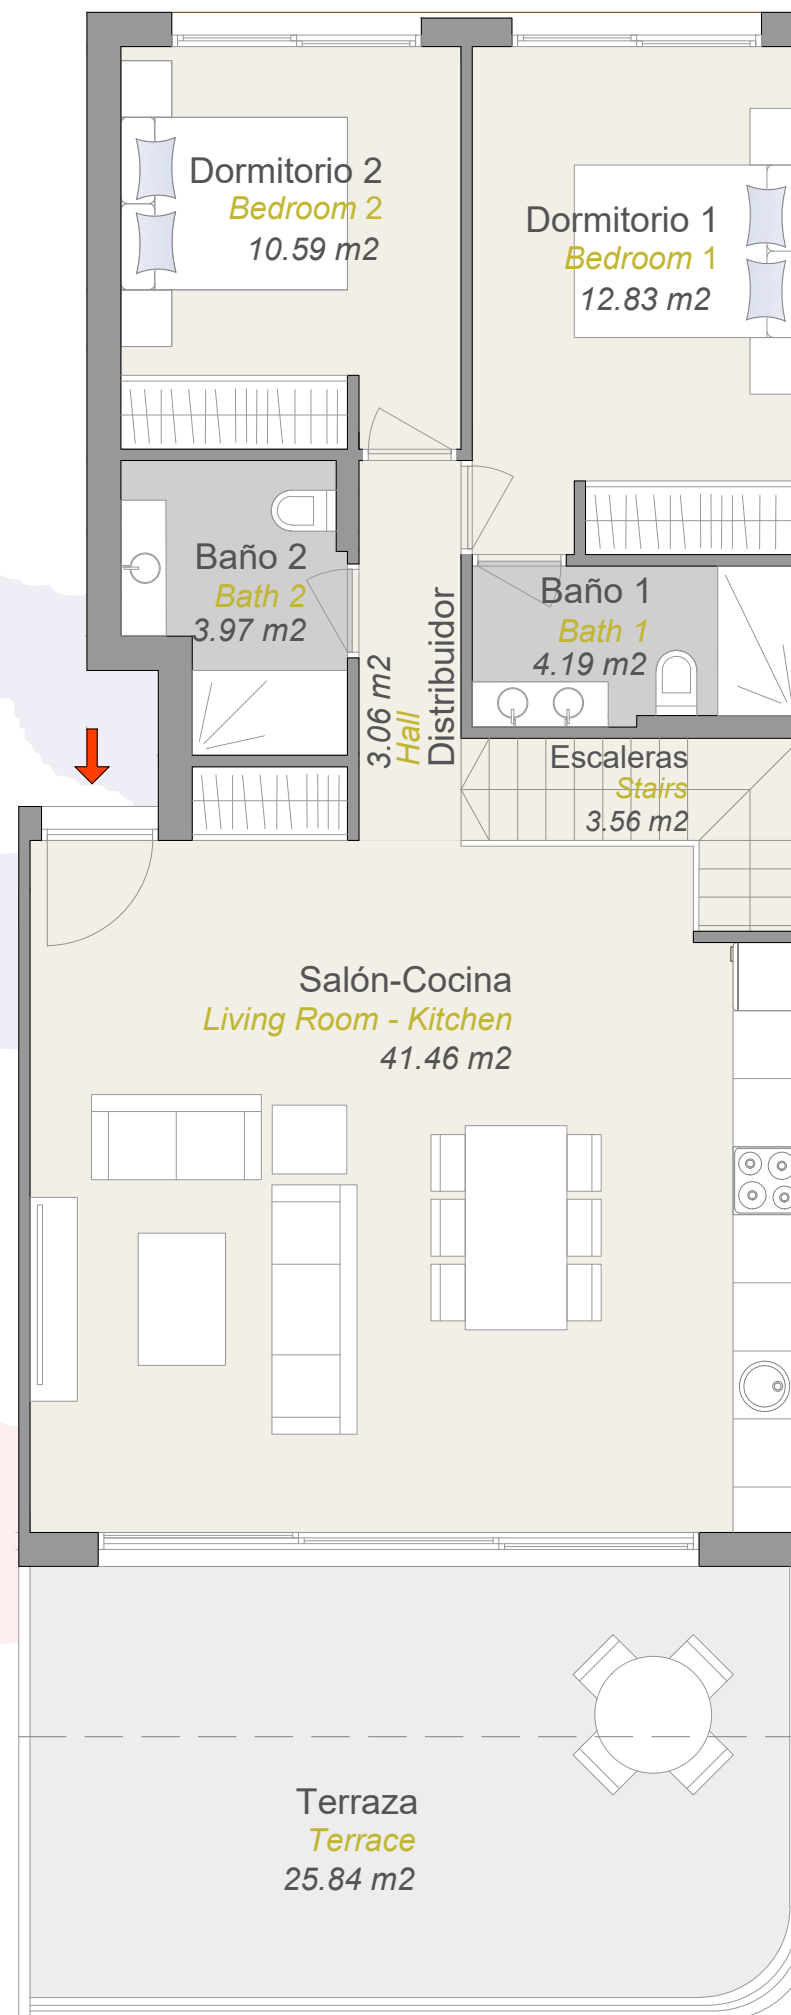 Dormitorio 2
Bedroom 2
10.59 m2
Dormitorio 1
Bedroom 1
12.83 m2
Baño 2
Bath 2
3.97 m2
Baño 1
Bath 1
4.19 m2
Distribuidor
Hall
3.06 m2
Escaleras
Stairs
3.56 m2
Salón-Cocina
Living Room - Kitchen
41.46 m2
Terraza
Terrace
25.84 m2